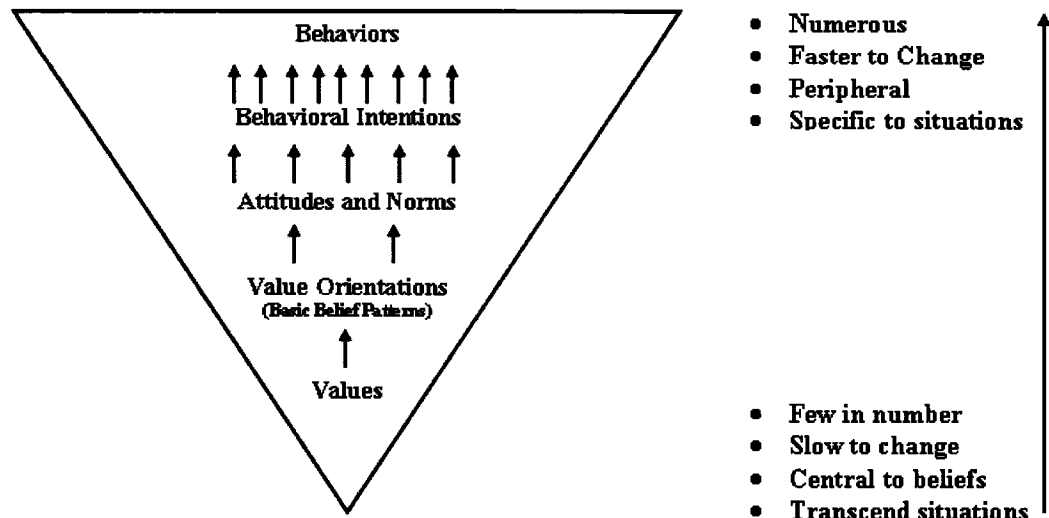 Behaviors
Behavioral Intentions
Attitudes and Norms
Value Orientations
(Basic Belief Patterns)
Values
• Numerous
• Faster to Change
• Peripheral
• Specific to situations
• Few in number
• Slow to change
• Central to beliefs
• Transcend situations